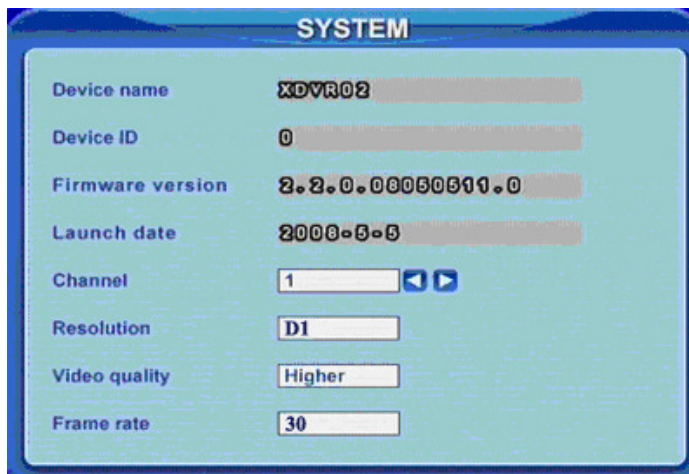 SYSTEM
Device name XDVR02
Device ID 0
Firmware version 2.2.0.08050511.0
Launch date 2008-5-5
Channel 1
Resolution D1
Video quality Higher
Frame rate 30